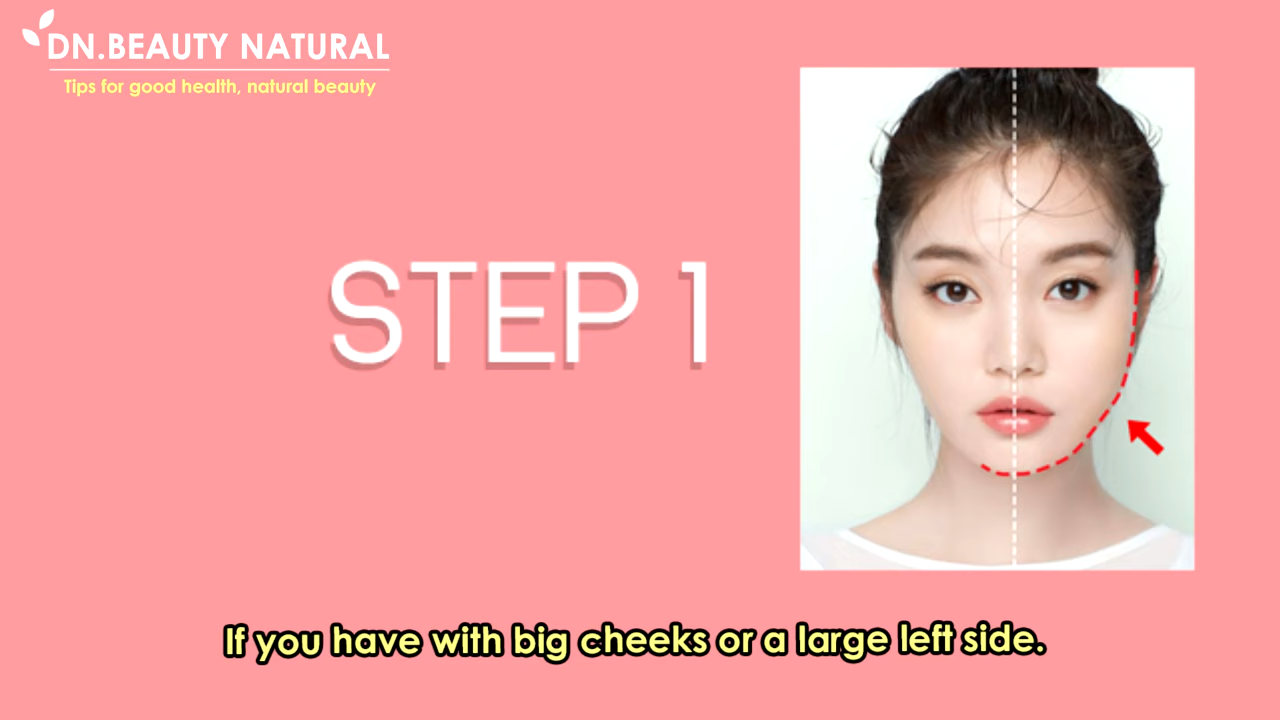 DN.BEAUTY NATURAL
Tips for good health, natural beauty
STEP 1
If you have with big cheeks or a large left side.